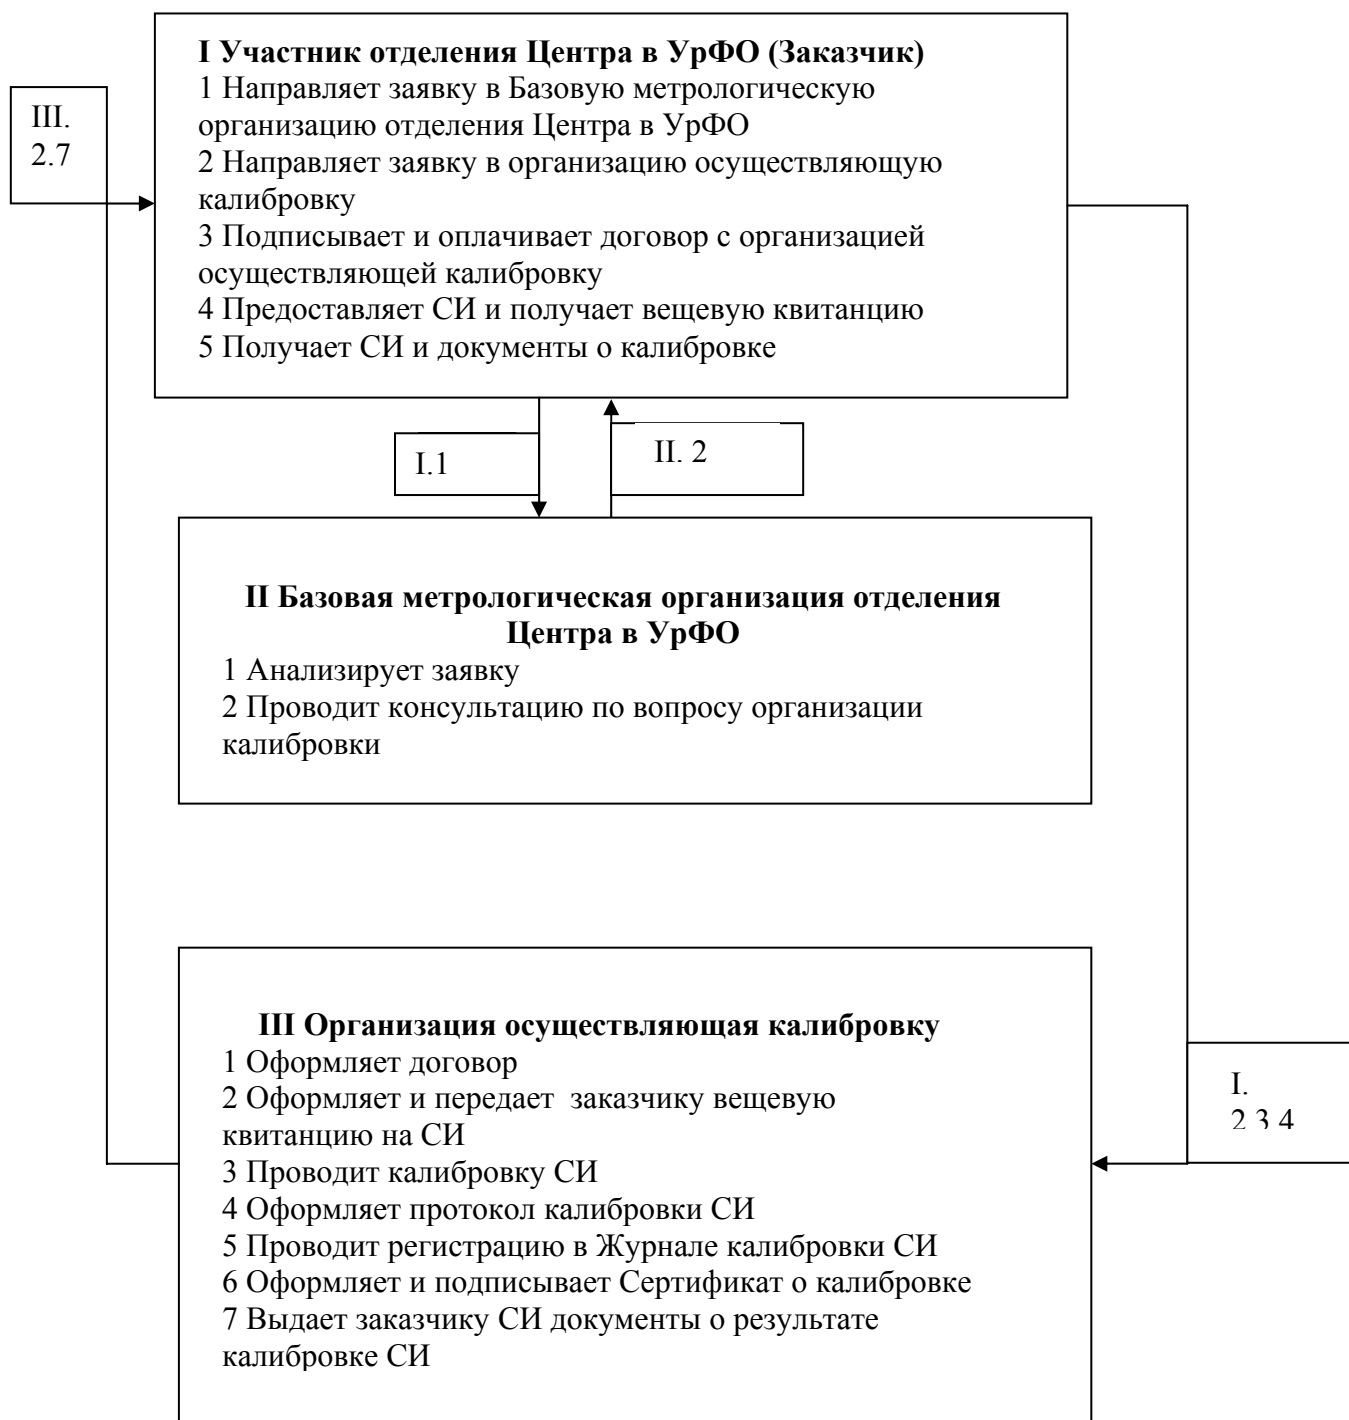 I Участник отделения Центра в УрФО (Заказчик)
1 Направляет заявку в Базовую метрологическую
организацию отделения Центра в УрФО
2 Направляет заявку в организацию осуществляющую
калибровку
3 Подписывает и оплачивает договор с организацией
осуществляющей калибровку
4 Предоставляет СИ и получает вещевую квитанцию
5 Получает СИ и документы о калибровке
III.
2.7
I.1
II. 2
II Базовая метрологическая организация отделения
Центра в УрФО
1 Анализирует заявку
2 Проводит консультацию по вопросу организации
калибровки
III Организация осуществляющая калибровку
1 Оформляет договор
2 Оформляет и передает заказчику вещевую
квитанцию на СИ
3 Проводит калибровку СИ
4 Оформляет протокол калибровки СИ
5 Проводит регистрацию в Журнале калибровки СИ
6 Оформляет и подписывает Сертификат о калибровке
7 Выдает заказчику СИ документы о результате
калибровке СИ
I.
2 3 4